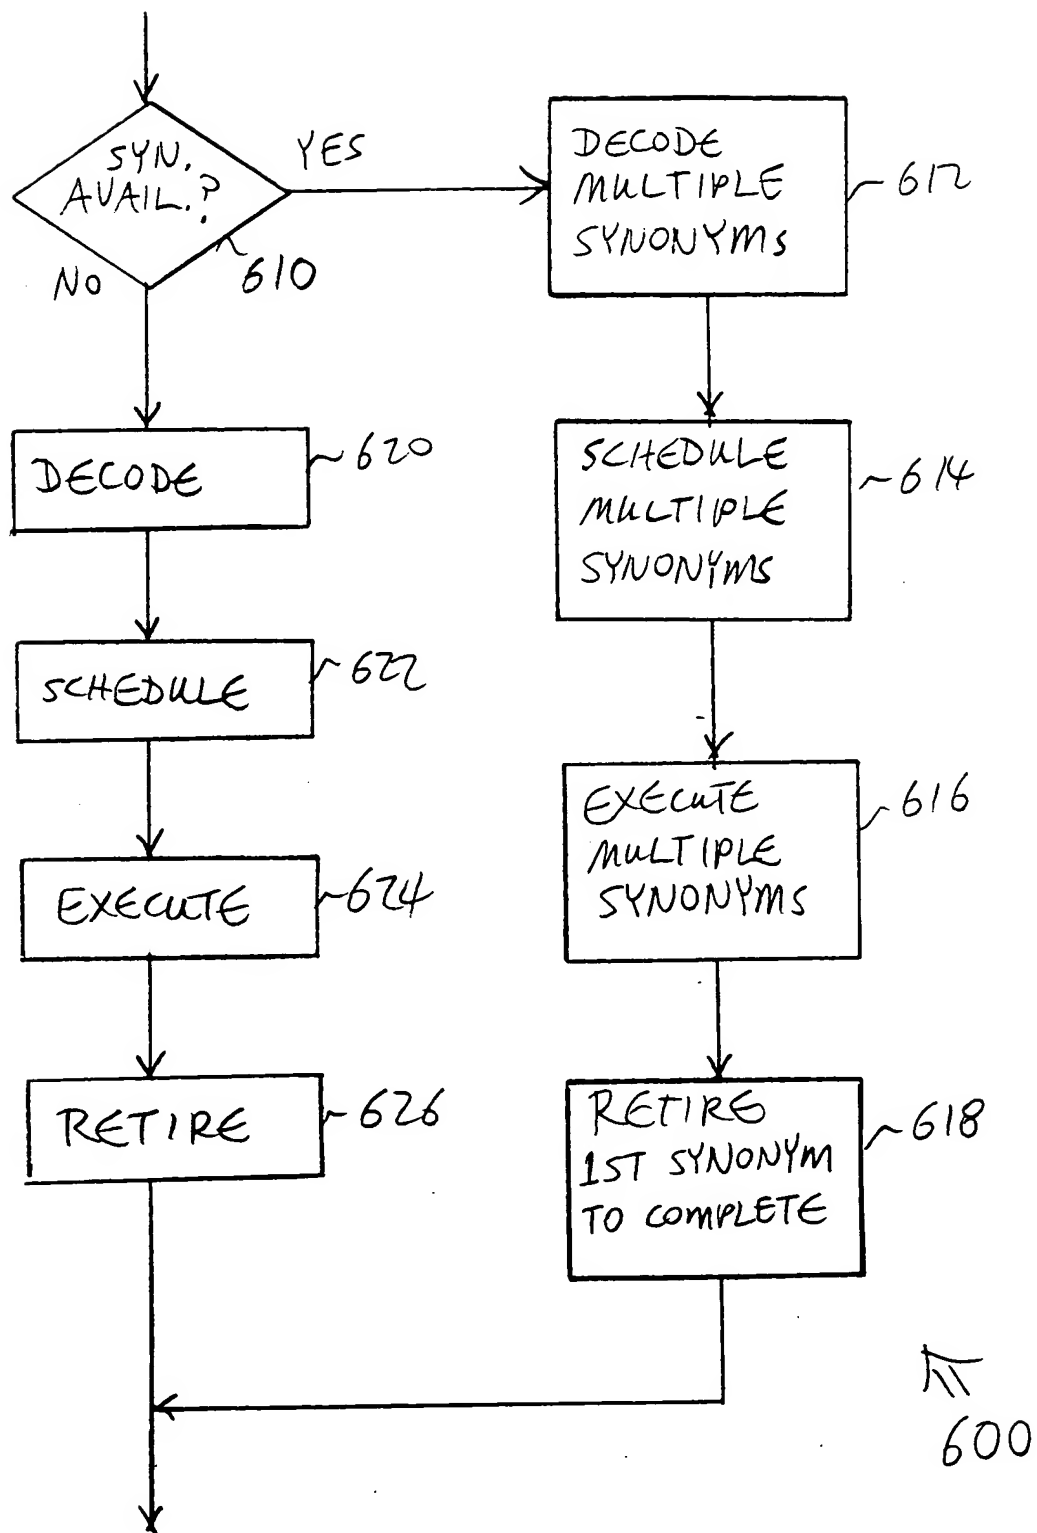 SYN.
AVAIL.?
YES
NO
610
DECODE
MULTIPLE
SYNONYMS
612
SCHEDULE
MULTIPLE
SYNONYMS
614
EXECUTE
MULTIPLE
SYNONYMS
616
RETIRE
1ST SYNONYM
TO COMPLETE
618
DECODE
620
SCHEDULE
622
EXECUTE
624
RETIRE
626
600